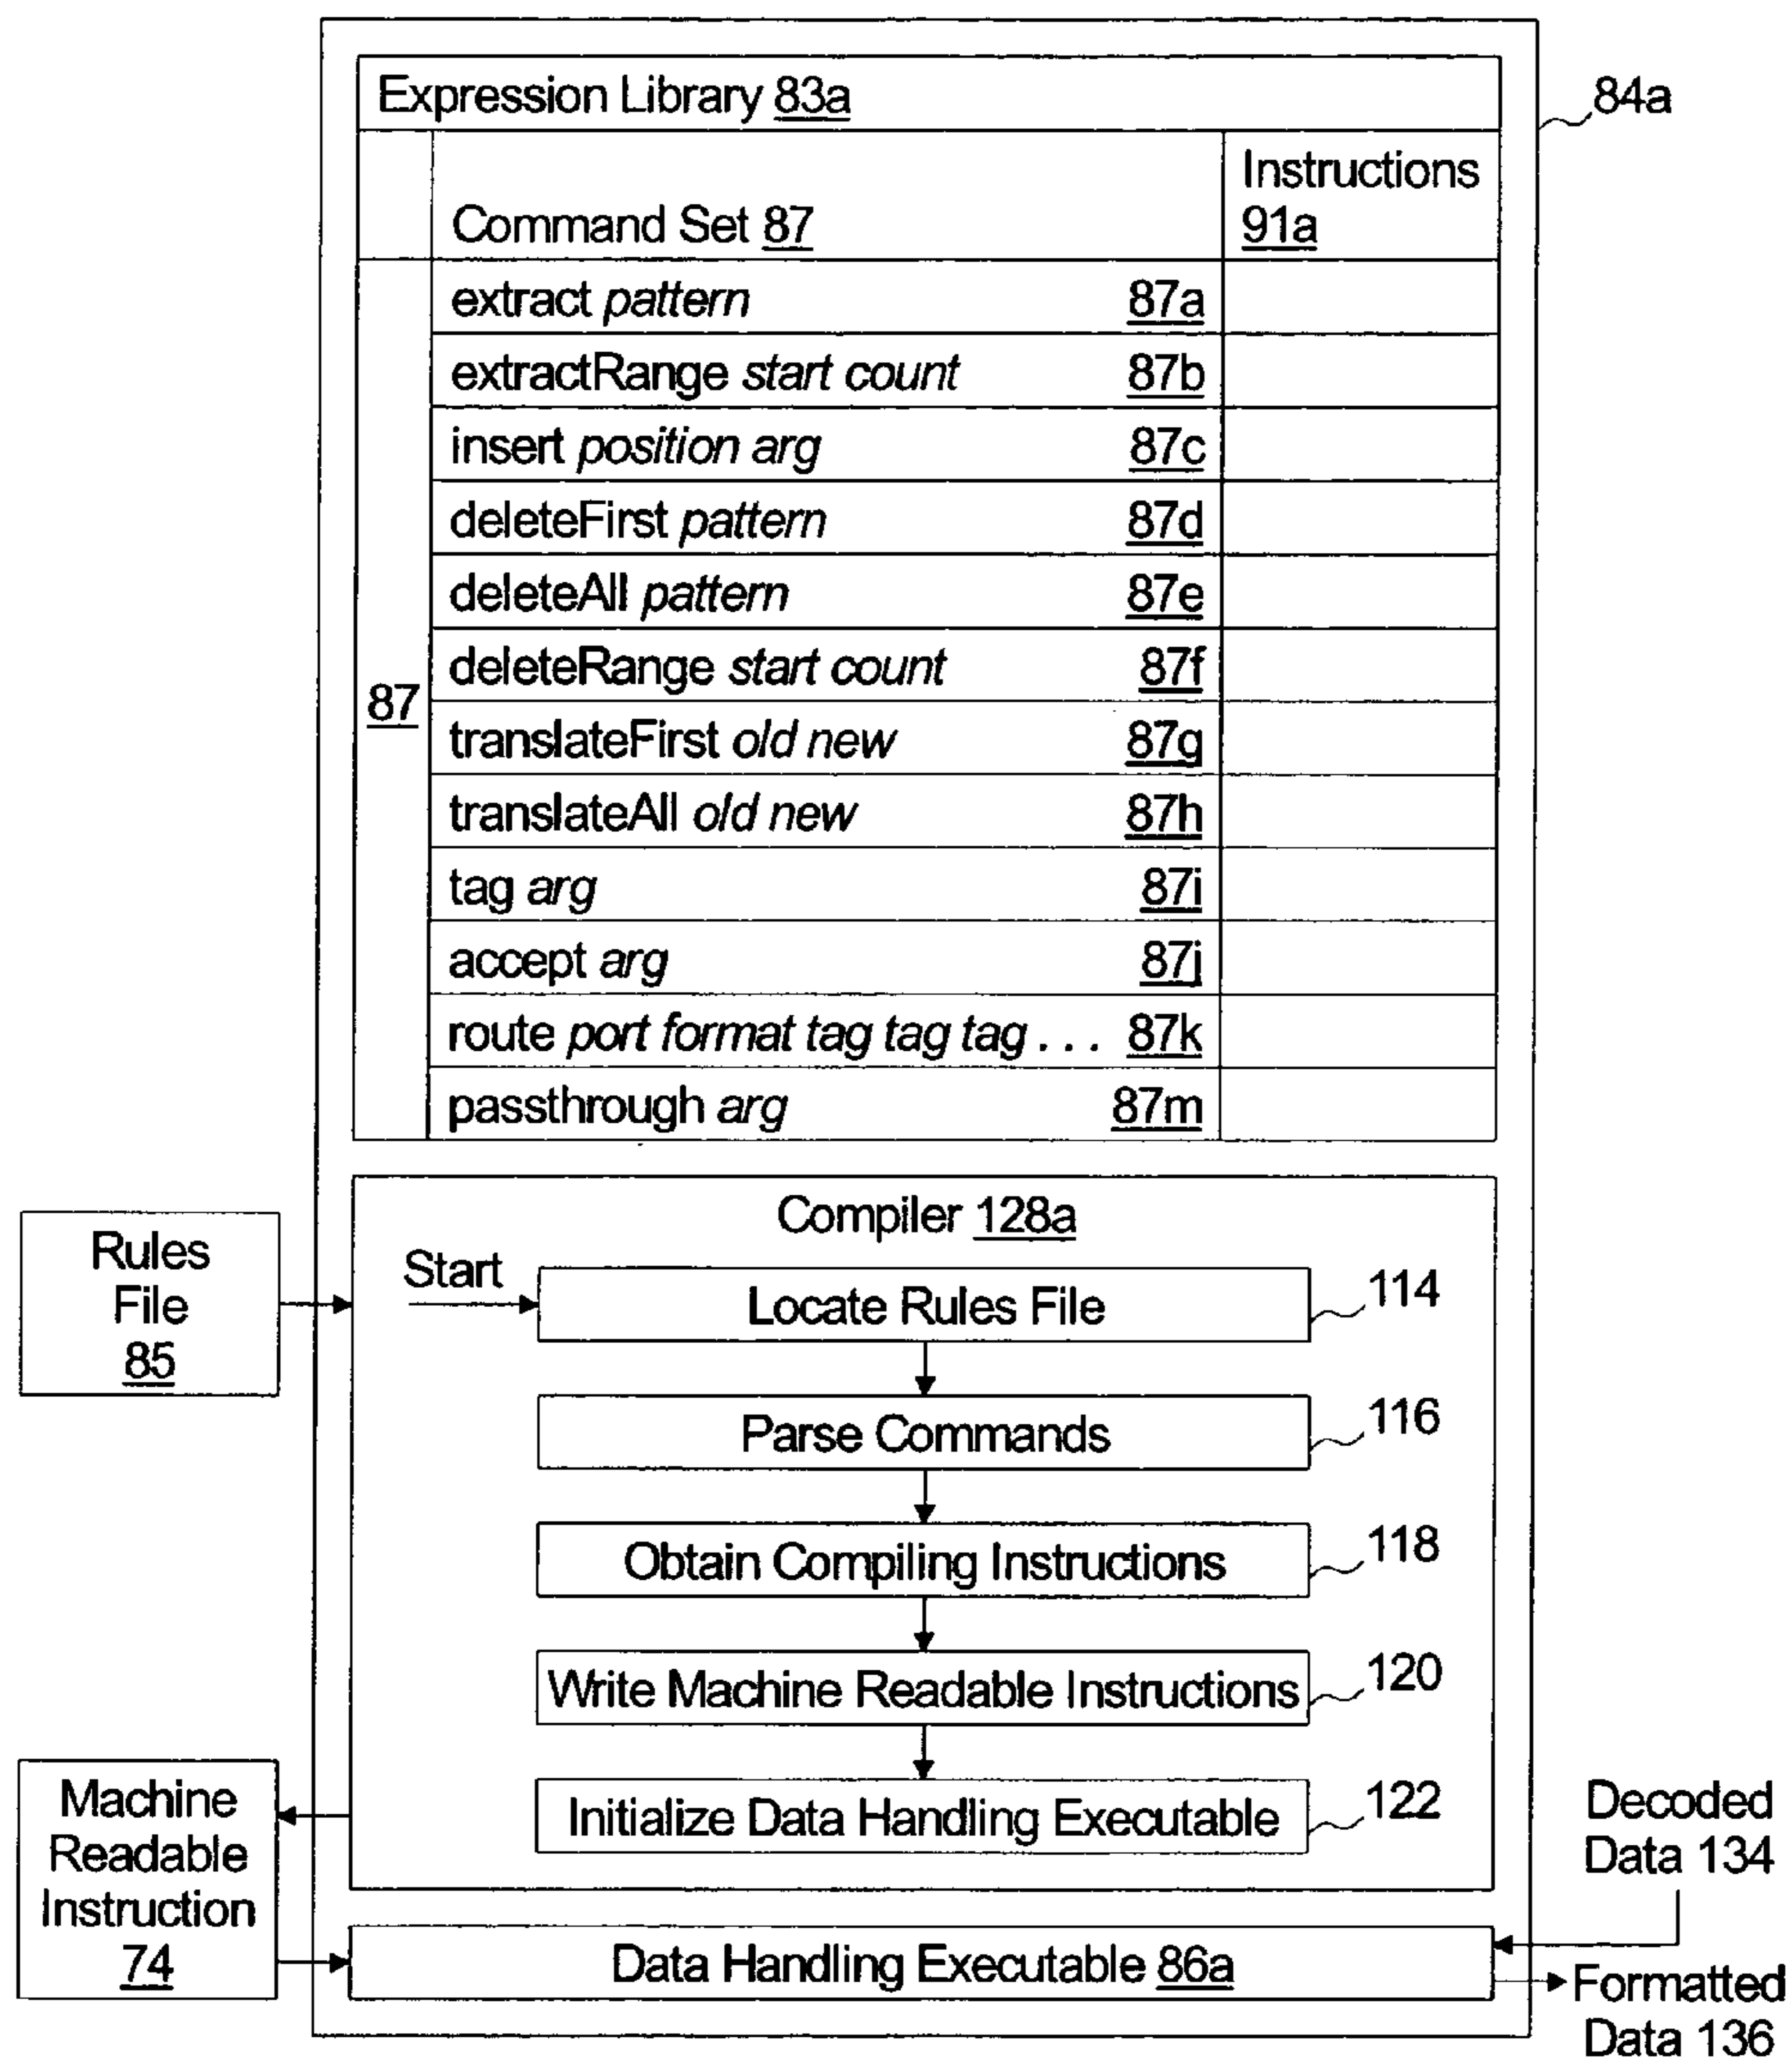 Expression Library 83a
84a
Instructions
91a
Command Set 87
87
extract pattern 87a
extractRange start count 87b
insert position arg 87c
deleteFirst pattern 87d
deleteAll pattern 87e
deleteRange start count 87f
translateFirst old new 87g
translateAll old new 87h
tag arg 87i
accept arg 87j
route port format tag tag tag . . . 87k
passthrough arg 87m
Rules
File
85
Compiler 128a
Start
Locate Rules File 114
Parse Commands 116
Obtain Compiling Instructions 118
Write Machine Readable Instructions 120
Initialize Data Handling Executable 122
Machine
Readable
Instruction
74
Decoded
Data 134
Data Handling Executable 86a
Formatted
Data 136